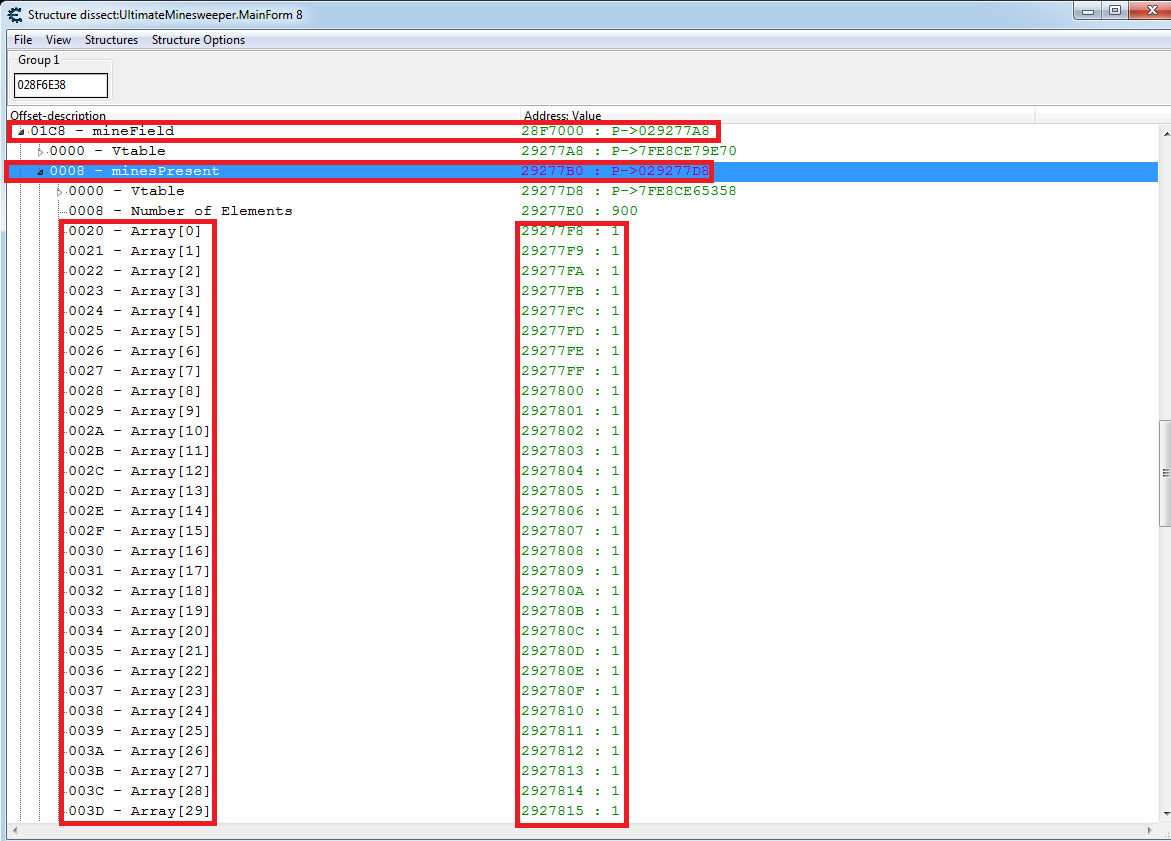 Structure dissect:UltimateMinesweeper.MainForm 8
File View Structures Structure Options
Group 1
028F6E38
Offset-description Address: Value
01C8 - mineField 28F7000 : P->029277A8
0000 - Vtable 29277A8 : P->7FE8CE79E70
0008 - minesPresent 29277B0 : P->029277D8
0000 - Vtable 29277D8 : P->7FE8CE65358
0008 - Number of Elements 29277E0 : 900
0020 - Array[0] 29277F8 : 1
0021 - Array[1] 29277F9 : 1
0022 - Array[2] 29277FA : 1
0023 - Array[3] 29277FB : 1
0024 - Array[4] 29277FC : 1
0025 - Array[5] 29277FD : 1
0026 - Array[6] 29277FE : 1
0027 - Array[7] 29277FF : 1
0028 - Array[8] 2927800 : 1
0029 - Array[9] 2927801 : 1
002A - Array[10] 2927802 : 1
002B - Array[11] 2927803 : 1
002C - Array[12] 2927804 : 1
002D - Array[13] 2927805 : 1
002E - Array[14] 2927806 : 1
002F - Array[15] 2927807 : 1
0030 - Array[16] 2927808 : 1
0031 - Array[17] 2927809 : 1
0032 - Array[18] 292780A : 1
0033 - Array[19] 292780B : 1
0034 - Array[20] 292780C : 1
0035 - Array[21] 292780D : 1
0036 - Array[22] 292780E : 1
0037 - Array[23] 292780F : 1
0038 - Array[24] 2927810 : 1
0039 - Array[25] 2927811 : 1
003A - Array[26] 2927812 : 1
003B - Array[27] 2927813 : 1
003C - Array[28] 2927814 : 1
003D - Array[29] 2927815 : 1